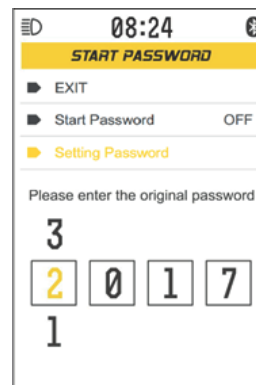 08:24
START PASSWORD
EXIT
Start Password OFF
Setting Password
Please enter the original password
3
2 0 1 7
1